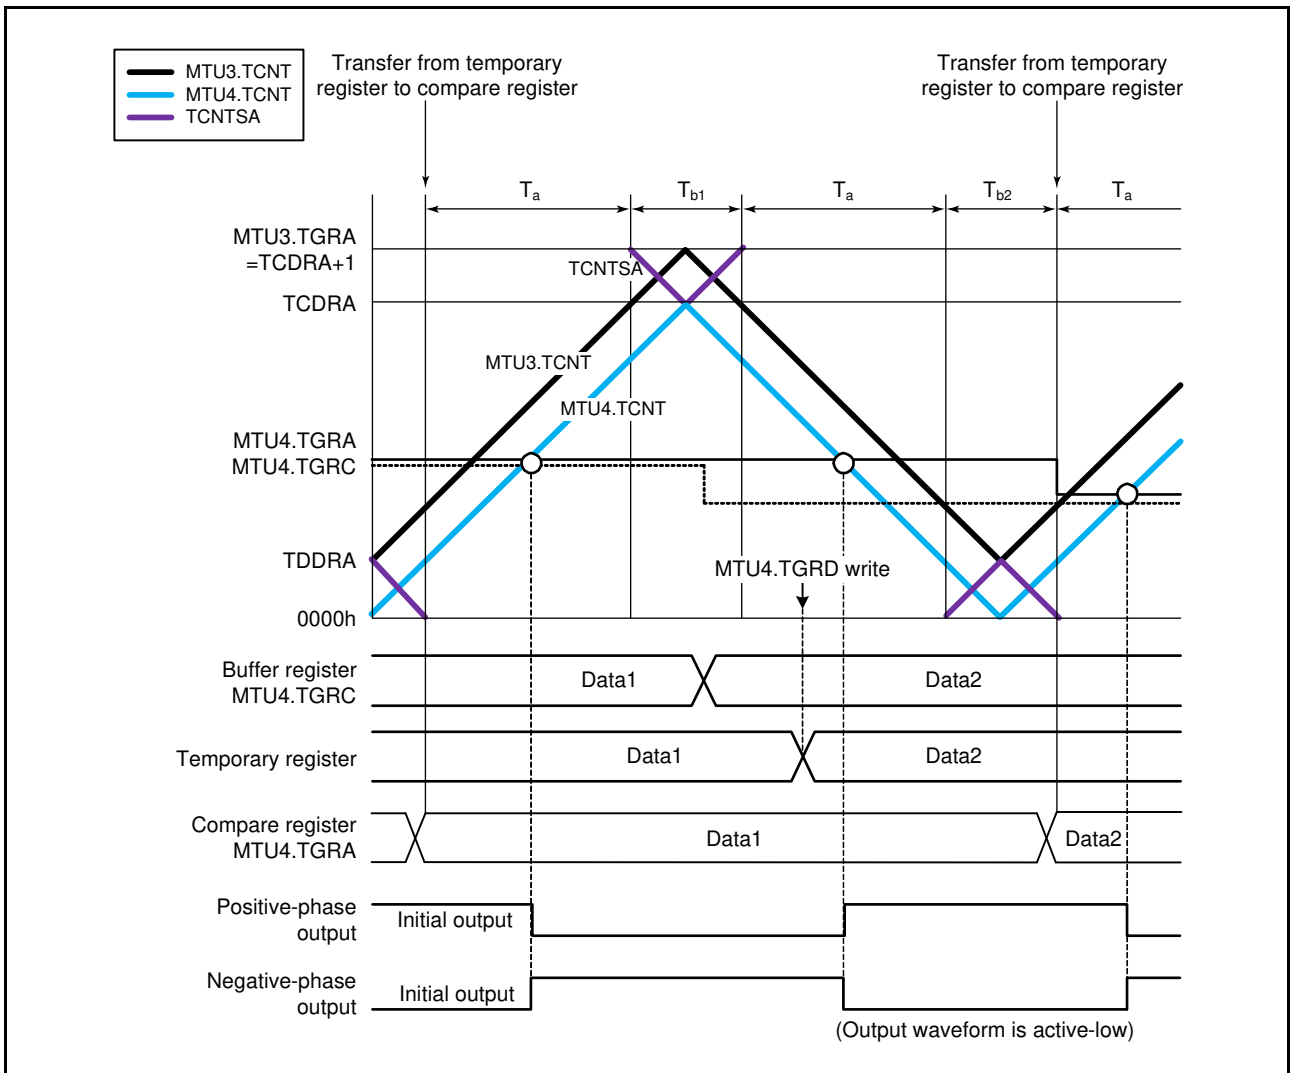 MTU3.TCNT
MTU4.TCNT
TCNTSA
Transfer from temporary
register to compare register
Transfer from temporary
register to compare register
Ta
Tb1
Ta
Tb2
Ta
MTU3.TGRA
=TCDRA+1
TCNTSA
TCDRA
MTU3.TCNT
MTU4.TCNT
MTU4.TGRA
MTU4.TGRC
TDDRA
MTU4.TGRD write
0000h
Buffer register
MTU4.TGRC
Data1
Data2
Temporary register
Data1
Data2
Compare register
MTU4.TGRA
Data1
Data2
Positive-phase
output
Initial output
Negative-phase
output
Initial output
(Output waveform is active-low)